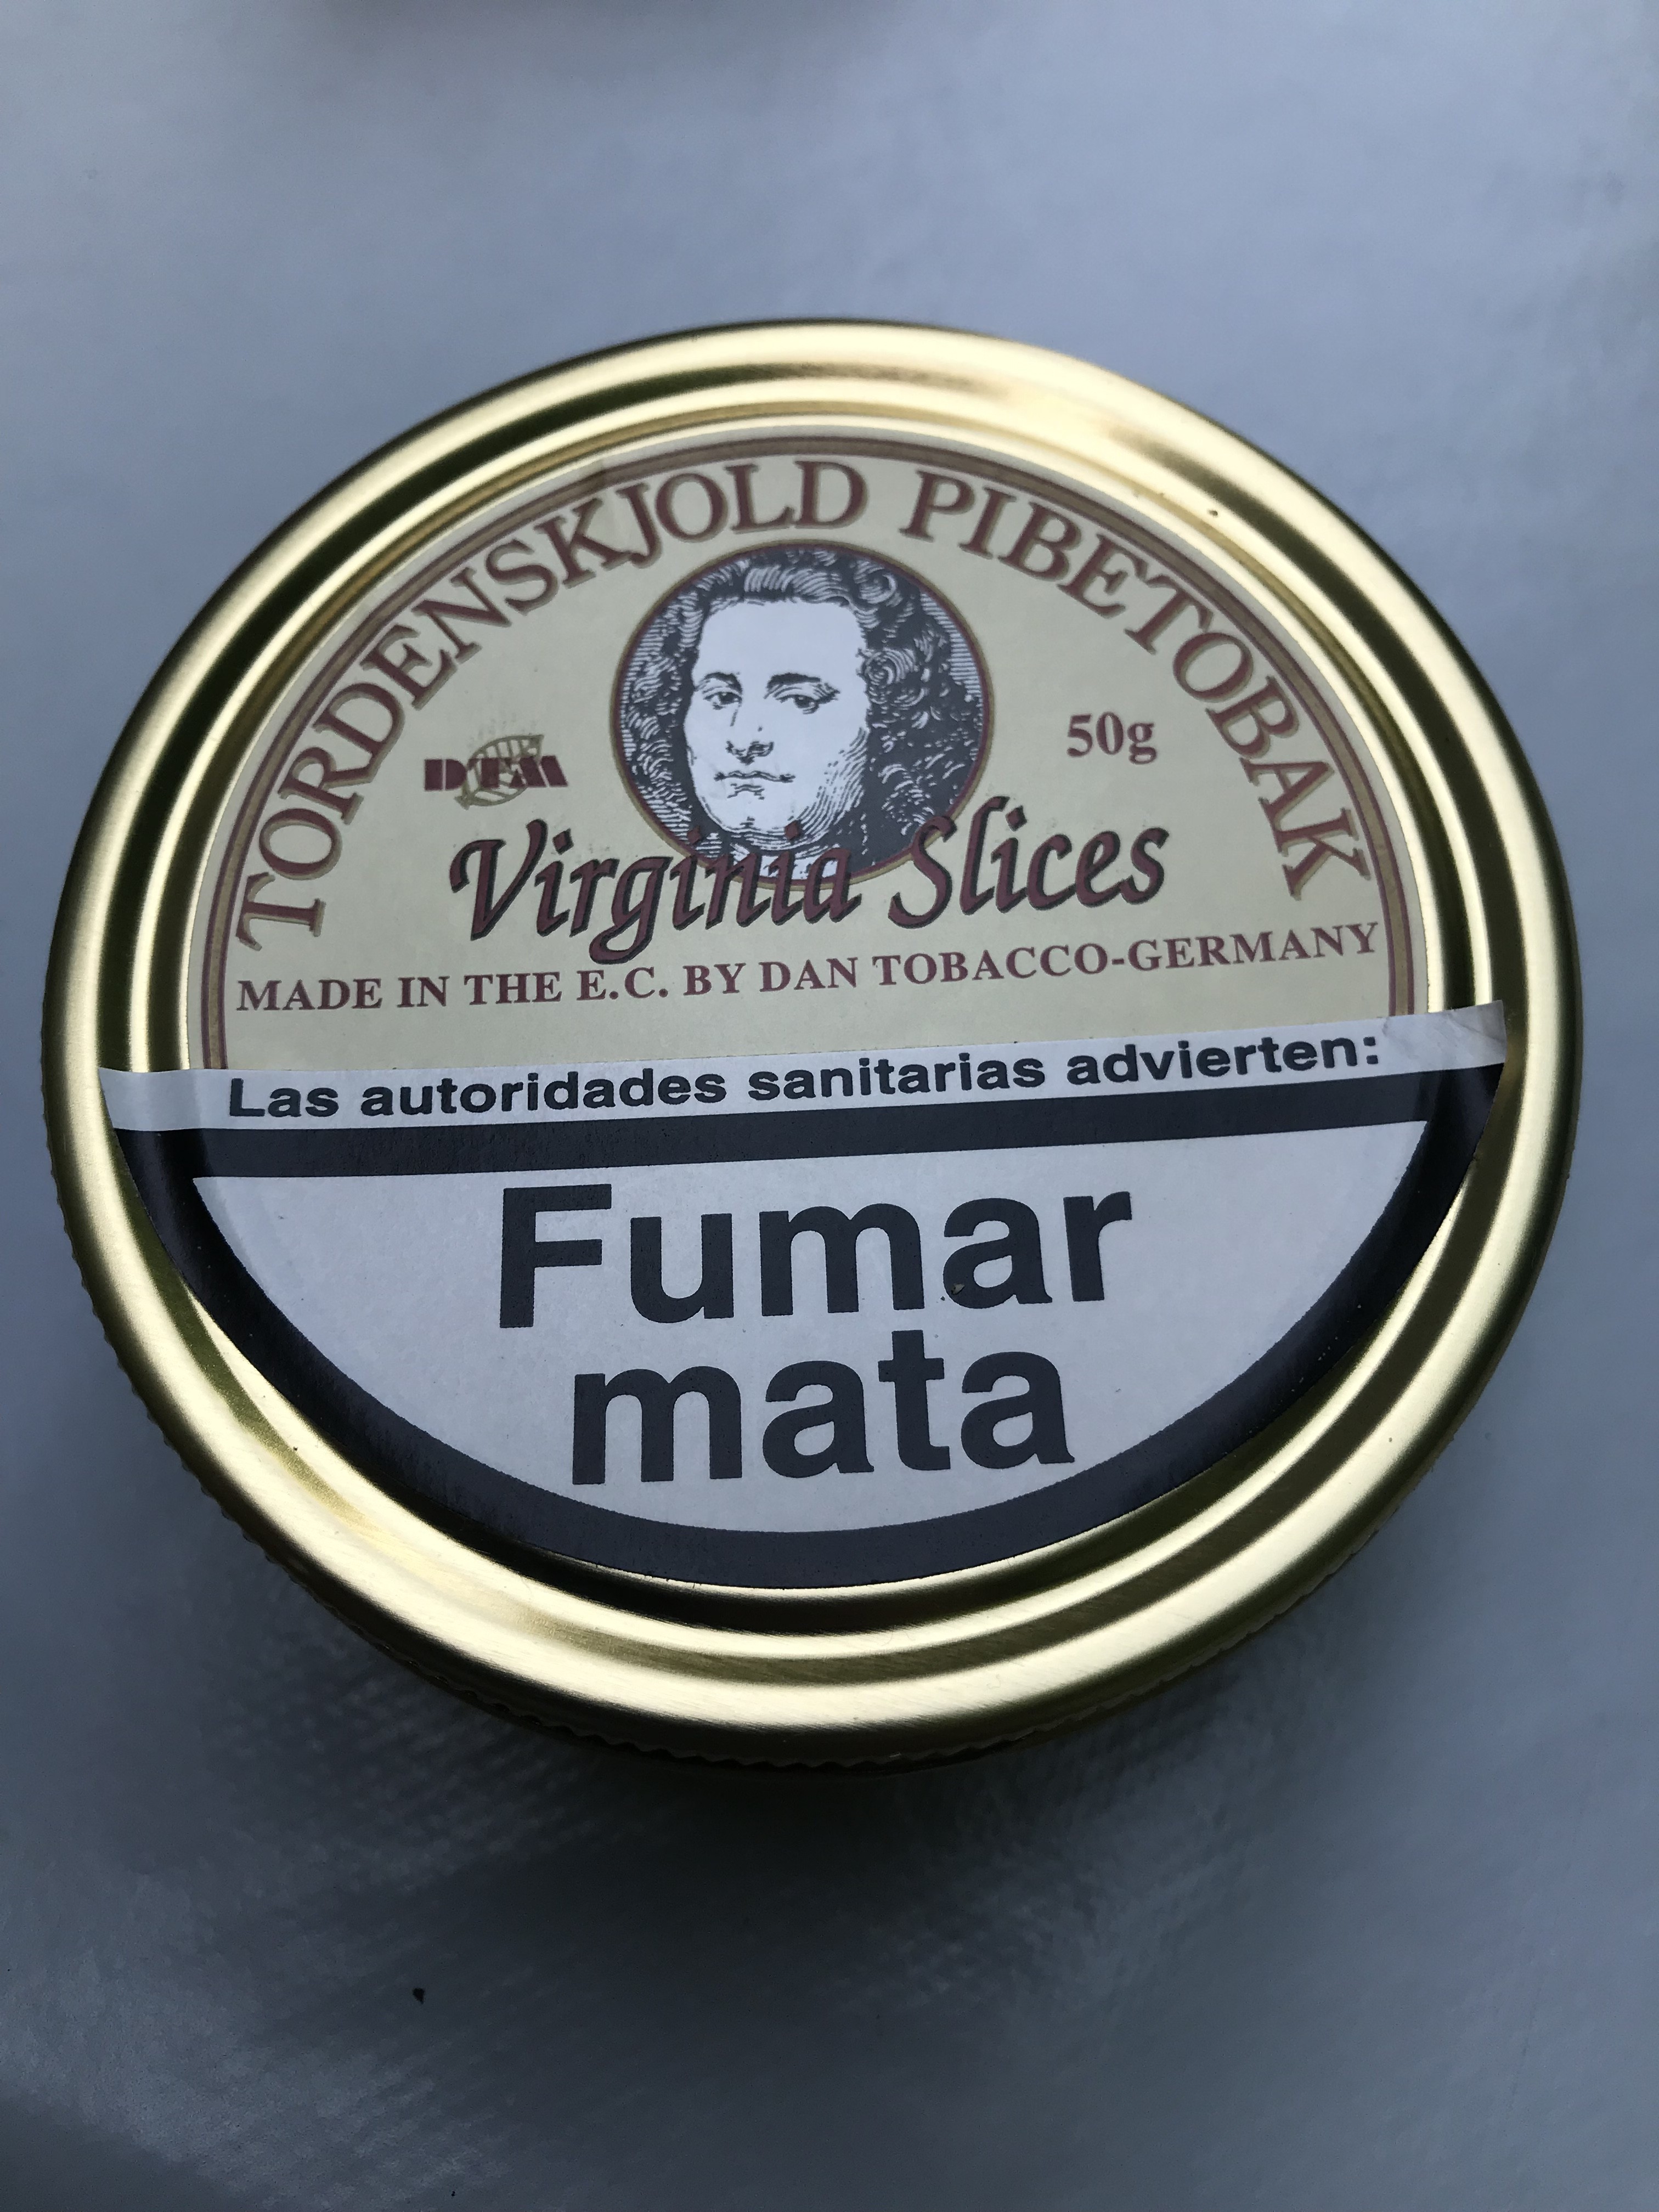 TORDENSKJOLD PIBETOBAK
DTM
50g
Virginia Slices
MADE IN THE E.C. BY DAN TOBACCO-GERMANY
Las autoridades sanitarias advierten:
Fumar
mata